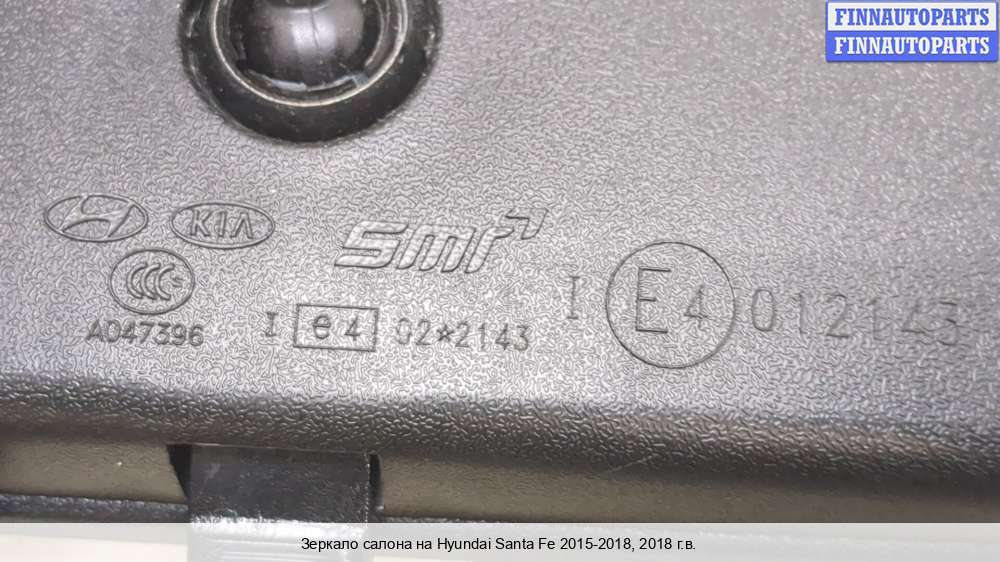 FINNAUTOPARTS
FINNAUTOPARTS
KIA
smr
CCC
A047396
I e4 02*2143
I E4 012143
Зеркало салона на Hyundai Santa Fe 2015-2018, 2018 г.в.